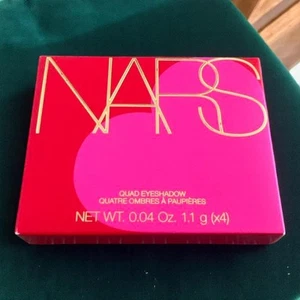 NARS
QUAD EYESHADOW
QUATRE OMBRES À PAUPIÈRES
NET WT. 0.04 Oz. 1.1 g (x4)